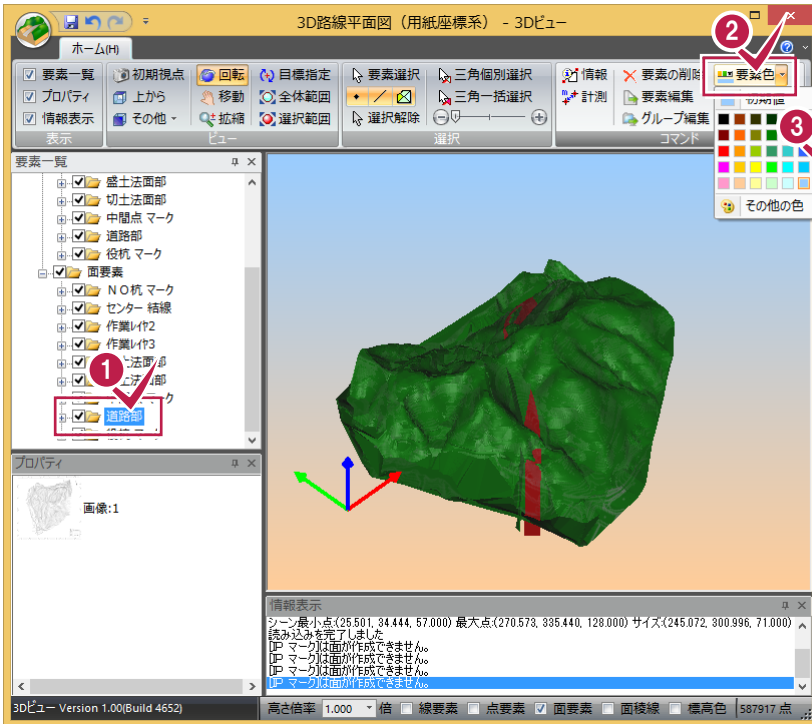 3D路線平面図（用紙座標系） - 3Dビュー
ホーム(H)
要素一覧 初期視点 回転 目標指定 要素選択 三角個別選択 情報 要素の削除 要素色
プロパティ 上から 移動 全体範囲 三角一括選択 計測 要素編集 初期値
情報表示 その他 拡縮 選択範囲 選択解除 グループ編集
表示 ビュー 選択 コマンド
2
3
その他の色
要素一覧
盛土法面部
切土法面部
中間点 マーク
道路部
役杭 マーク
面要素
ＮＯ杭 マーク
センター 結線
作業ﾚｲﾔ2
作業ﾚｲﾔ3
土法面部
土法面部
1
道路部
プロパティ
画像:1
情報表示
シーン最小点:(25.501, 34.444, 57.000) 最大点:(270.573, 335.440, 128.000) サイズ:(245.072, 300.996, 71.000)
読み込みを完了しました
[IP マーク]は面が作成できません。
[IP マーク]は面が作成できません。
[IP マーク]は面が作成できません。
[IP マーク]は面が作成できません。
3Dビュー Version 1.00(Build 4652) 高さ倍率 1.000 倍 線要素 点要素 面要素 面稜線 標高色 587917 点